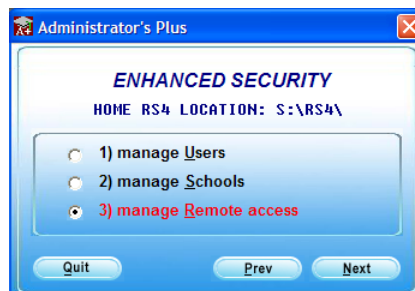 Administrator's Plus
ENHANCED SECURITY
HOME RS4 LOCATION: S:\RS4\
1) manage Users
2) manage Schools
3) manage Remote access
Quit Prev Next